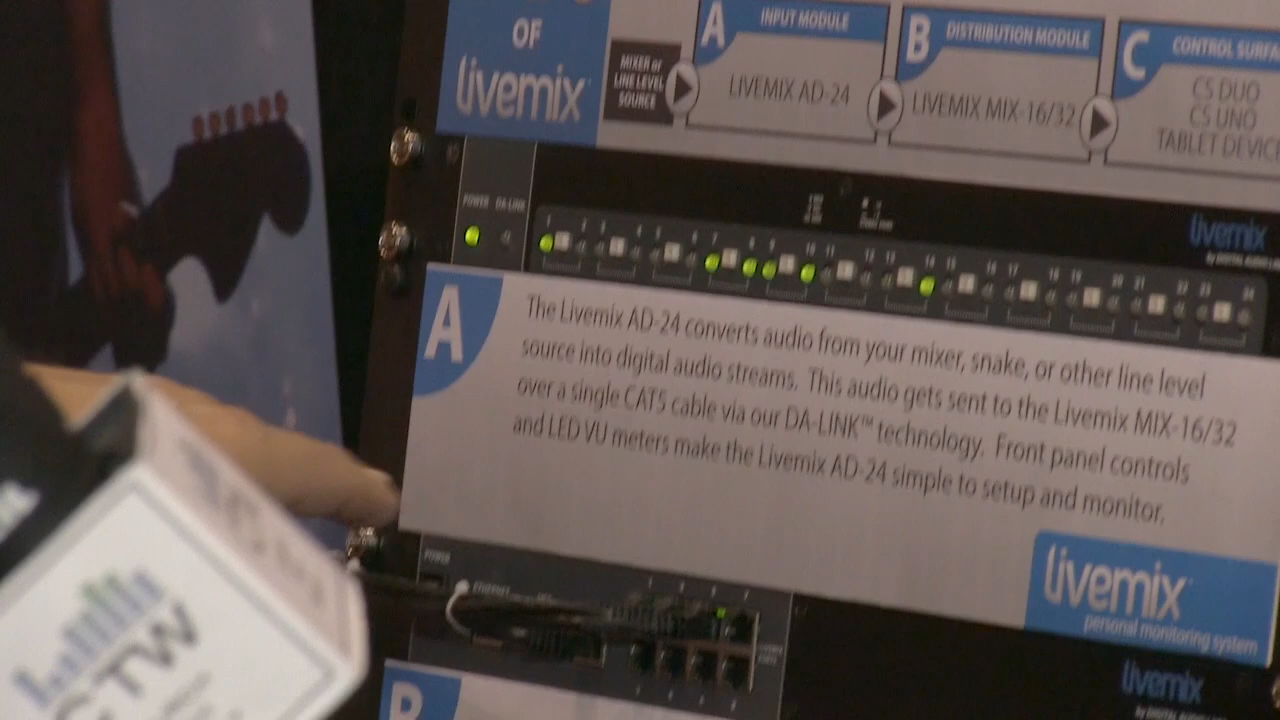 OF
livemix
MIXER or
LINE LEVEL
SOURCE
A
INPUT MODULE
LIVEMIX AD-24
B
DISTRIBUTION MODULE
LIVEMIX MIX-16/32
C
CONTROL SURFA
CS DUO
CS UNO
TABLET DEVICE
POWER
DA-LINK
livemix
A
The Livemix AD-24 converts audio from your mixer, snake, or other line level
source into digital audio streams. This audio gets sent to the Livemix MIX-16/32
over a single CAT5 cable via our DA-LINK™ technology. Front panel controls
and LED VU meters make the Livemix AD-24 simple to setup and monitor.
livemix
personal monitoring system
POWER
ETHERNET
livemix
B
GTW